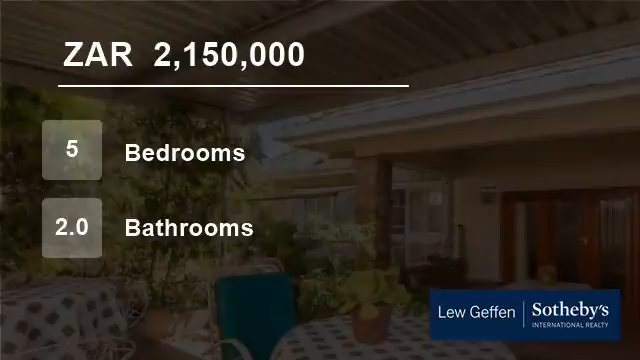 ZAR 2,150,000
5 Bedrooms
2.0 Bathrooms
Lew Geffen | Sotheby's
INTERNATIONAL REALTY